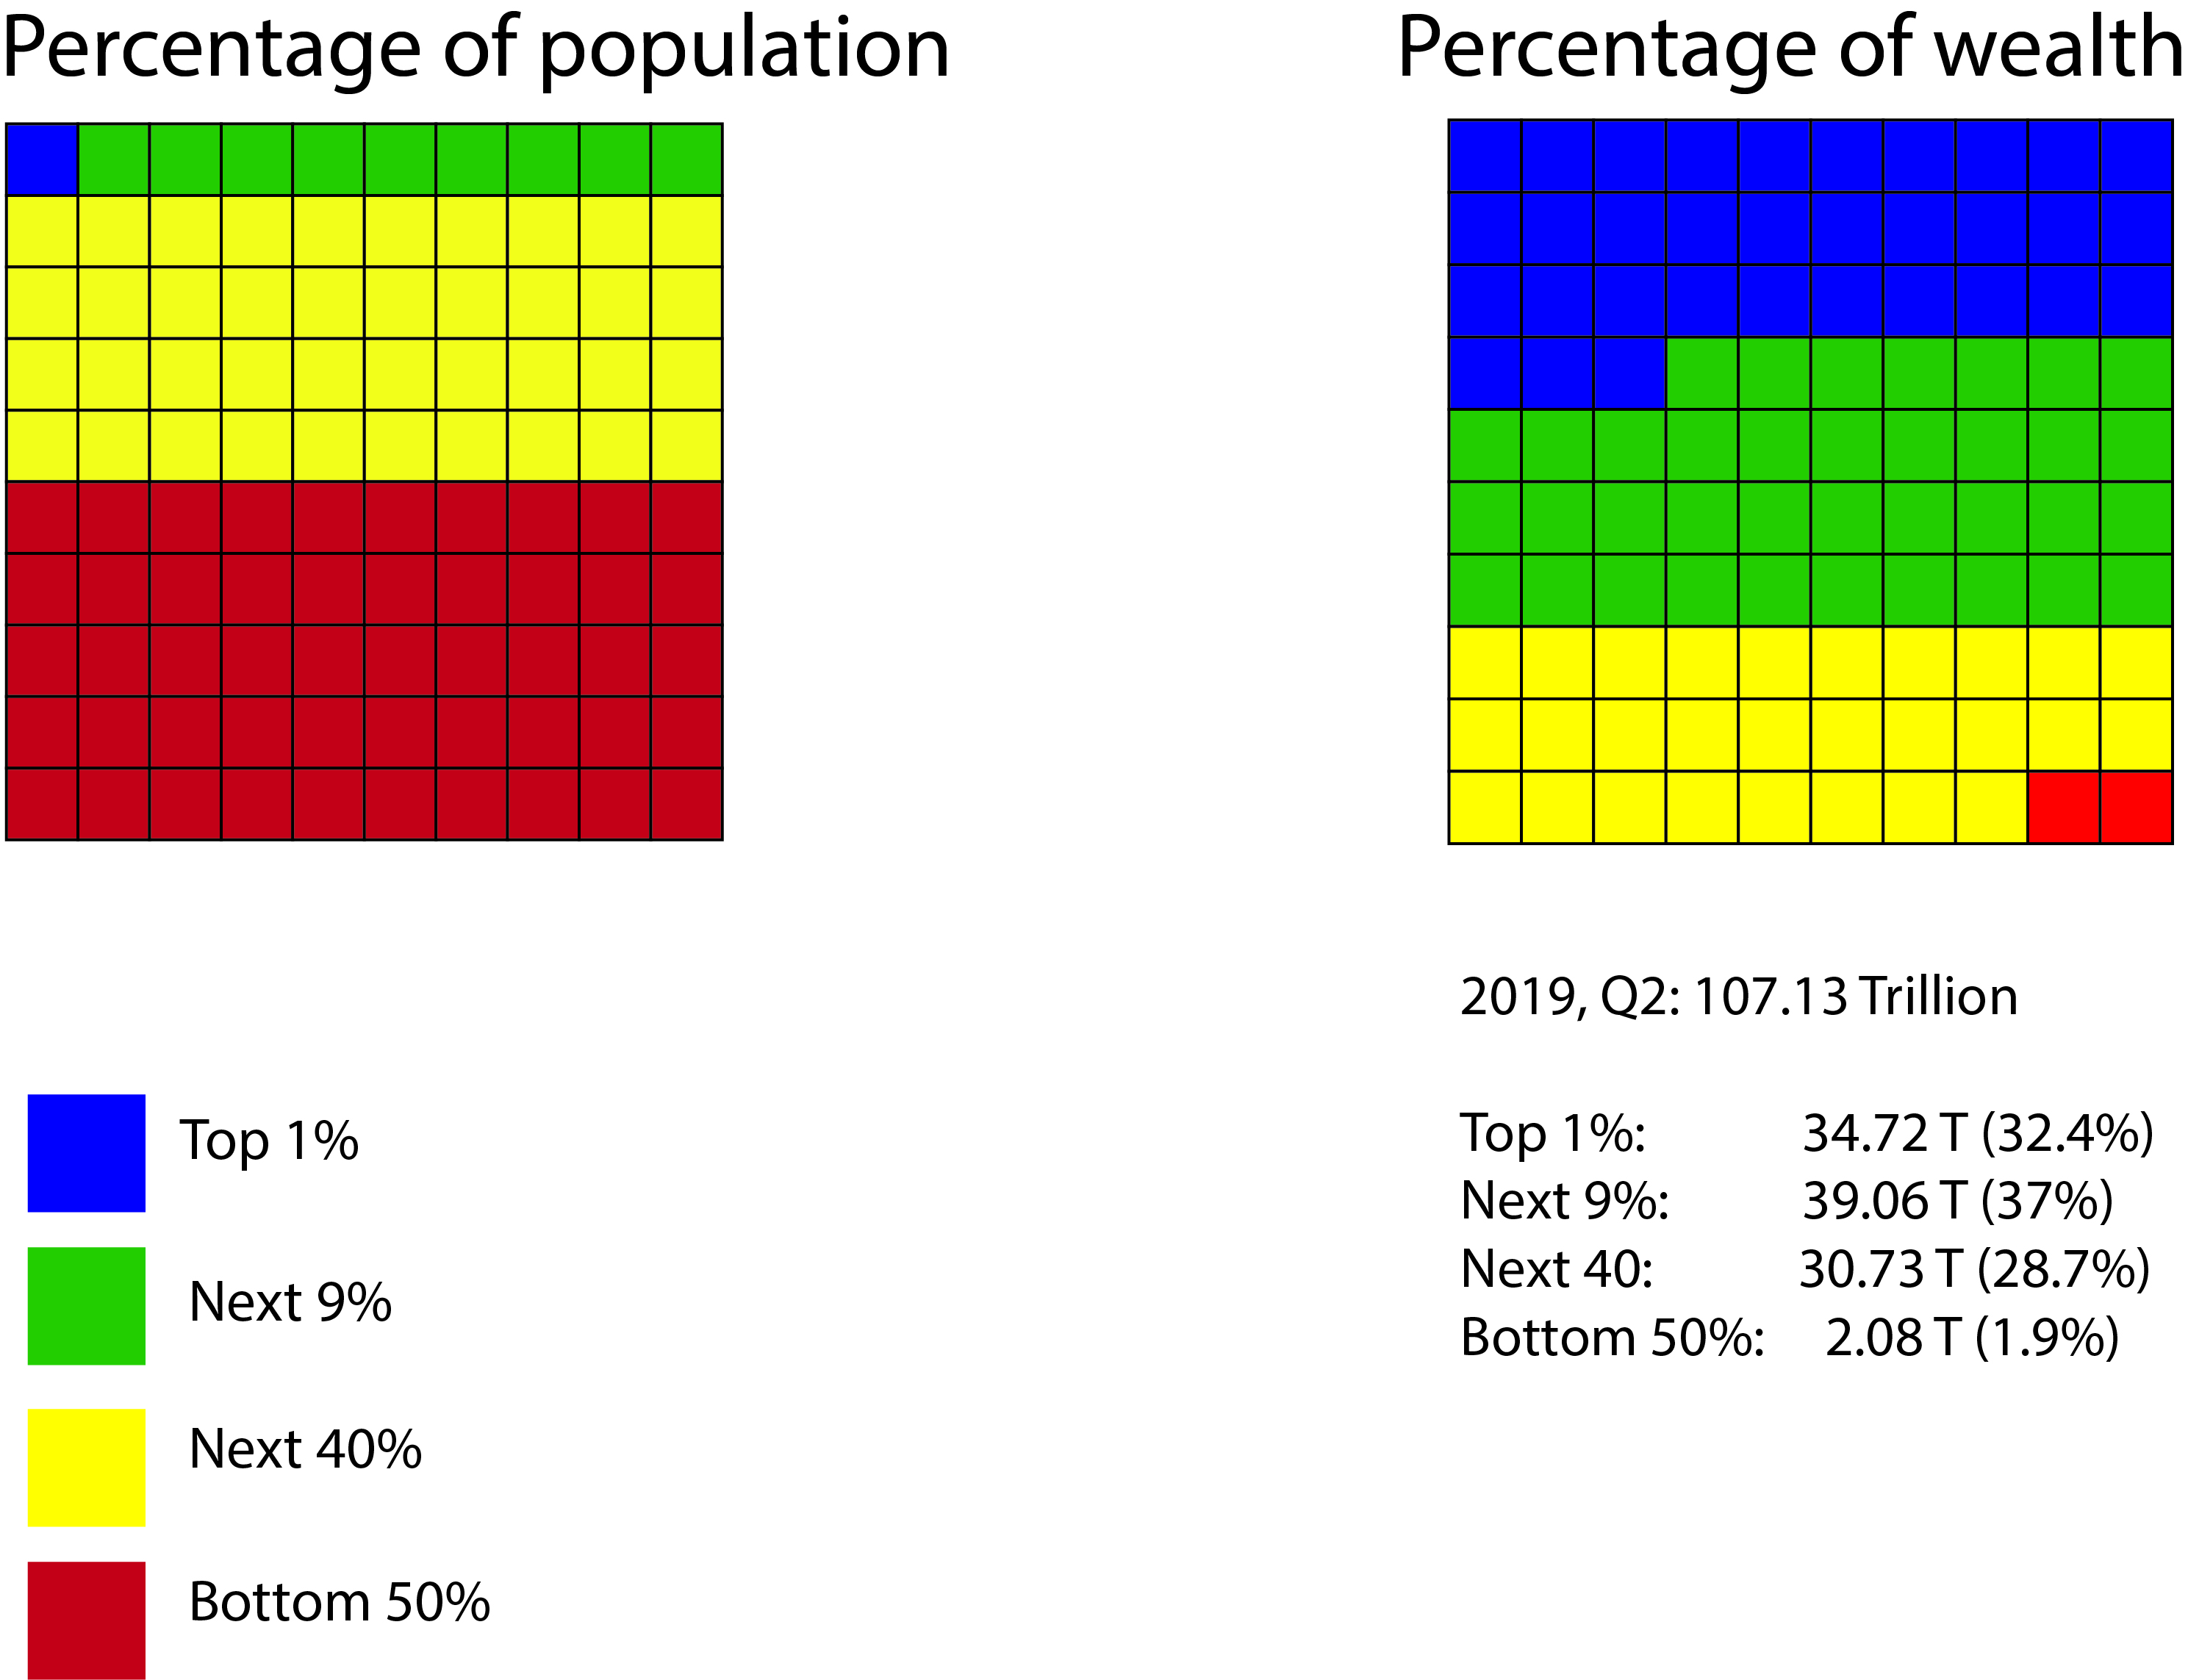 Percentage of population
Percentage of wealth
2019, Q2: 107.13 Trillion
Top 1%
Next 9%
Next 40%
Bottom 50%
Top 1%: 34.72 T (32.4%)
Next 9%: 39.06 T (37%)
Next 40: 30.73 T (28.7%)
Bottom 50%: 2.08 T (1.9%)